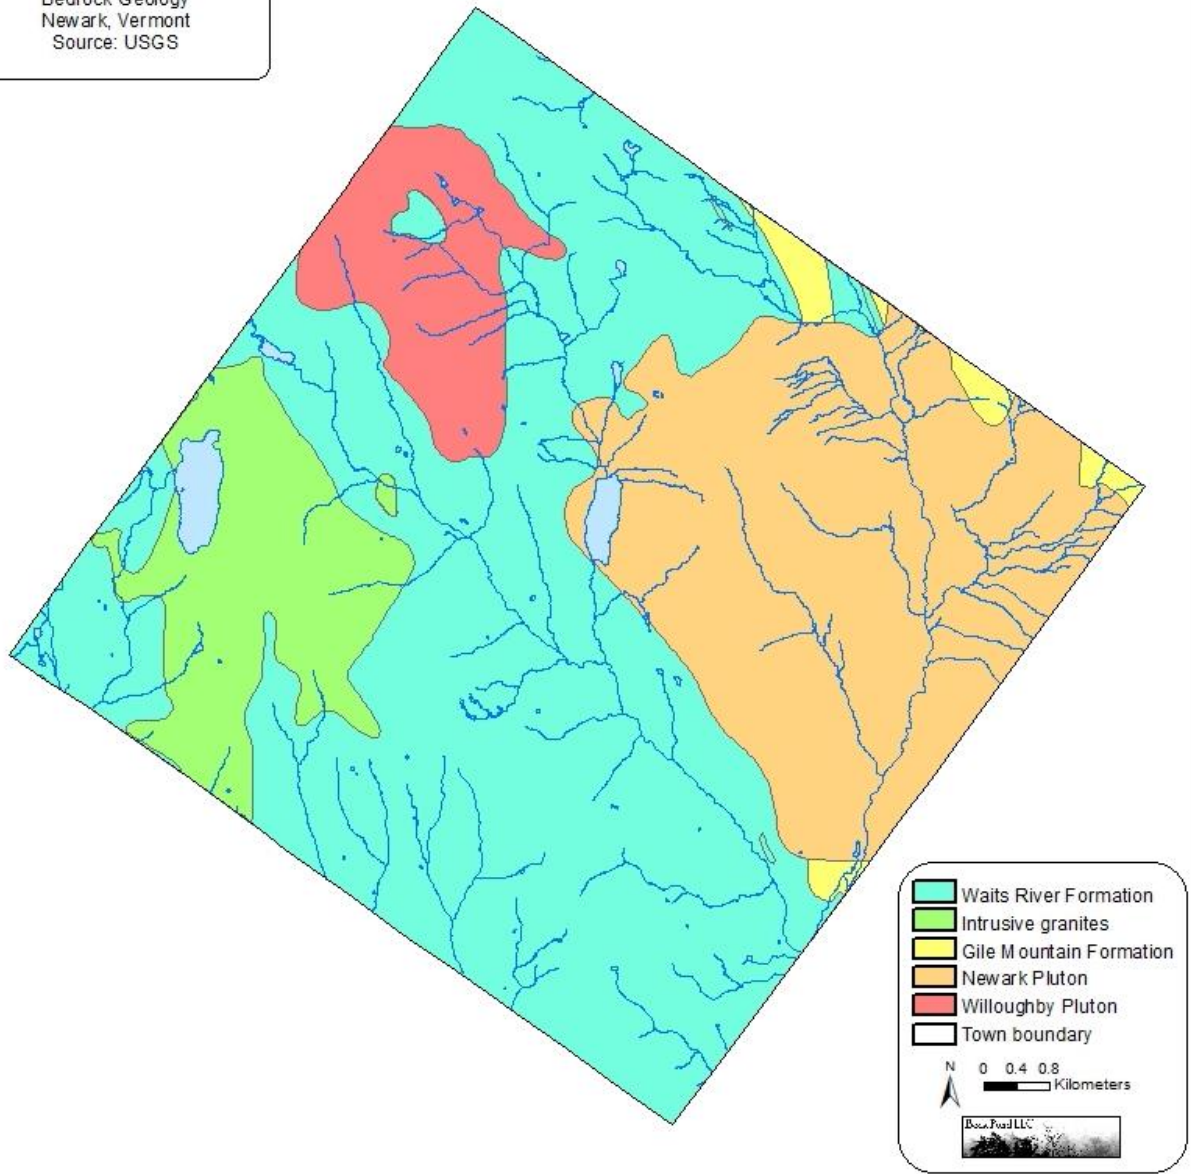 Bedrock Geology
Newark, Vermont
Source: USGS
Waits River Formation
Intrusive granites
Gile Mountain Formation
Newark Pluton
Willoughby Pluton
Town boundary
N
0 0.4 0.8
Kilometers